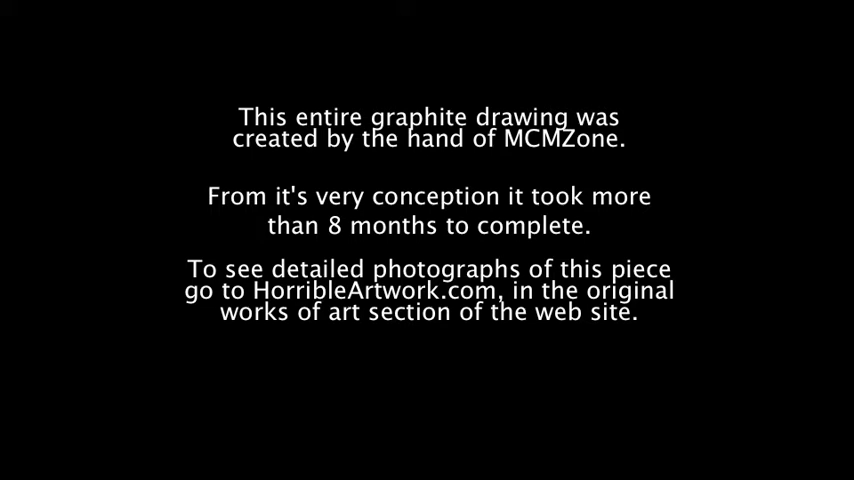 This entire graphite drawing was
created by the hand of MCMZone.
From it's very conception it took more
than 8 months to complete.
To see detailed photographs of this piece
go to HorribleArtwork.com, in the original
works of art section of the web site.